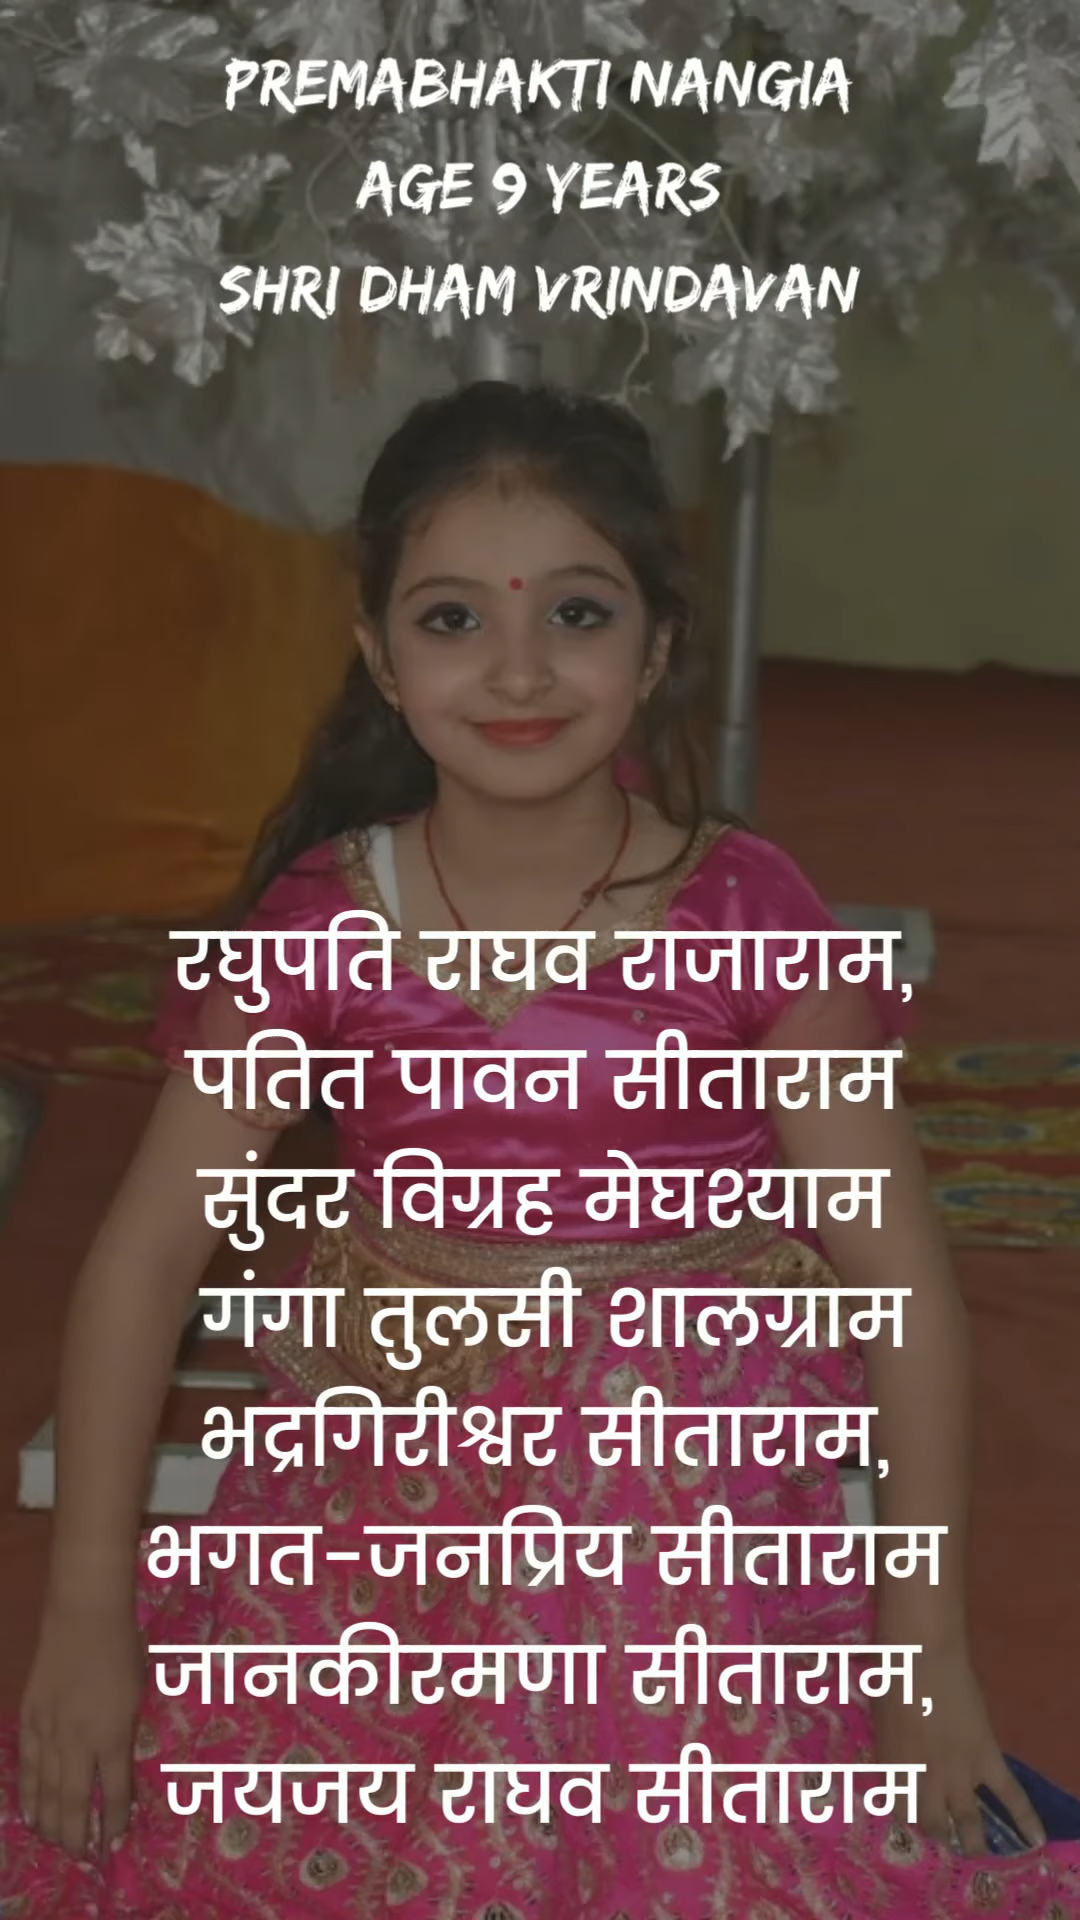 PREMABHAKTI NANGIA
AGE 9 YEARS
SHRI DHAM VRINDAVAN
रघुपति राघव राजाराम,
पतित पावन सीताराम
सुंदर विग्रह मेघश्याम
गंगा तुलसी शालग्राम
भद्रगिरीश्वर सीताराम,
भगत-जनप्रिय सीताराम
जानकीरमणा सीताराम,
जयजय राघव सीताराम